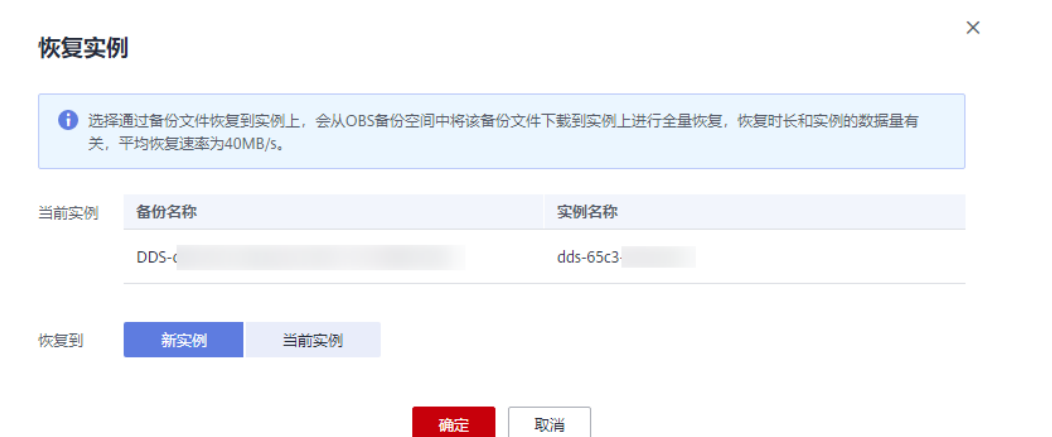 恢复实例
选择通过备份文件恢复到实例上，会从OBS备份空间中将该备份文件下载到实例上进行全量恢复，恢复时长和实例的数据量有
关，平均恢复速率为40MB/s。
当前实例 备份名称 实例名称
DDS- dds-65c3-
恢复到 新实例 当前实例
确定 取消